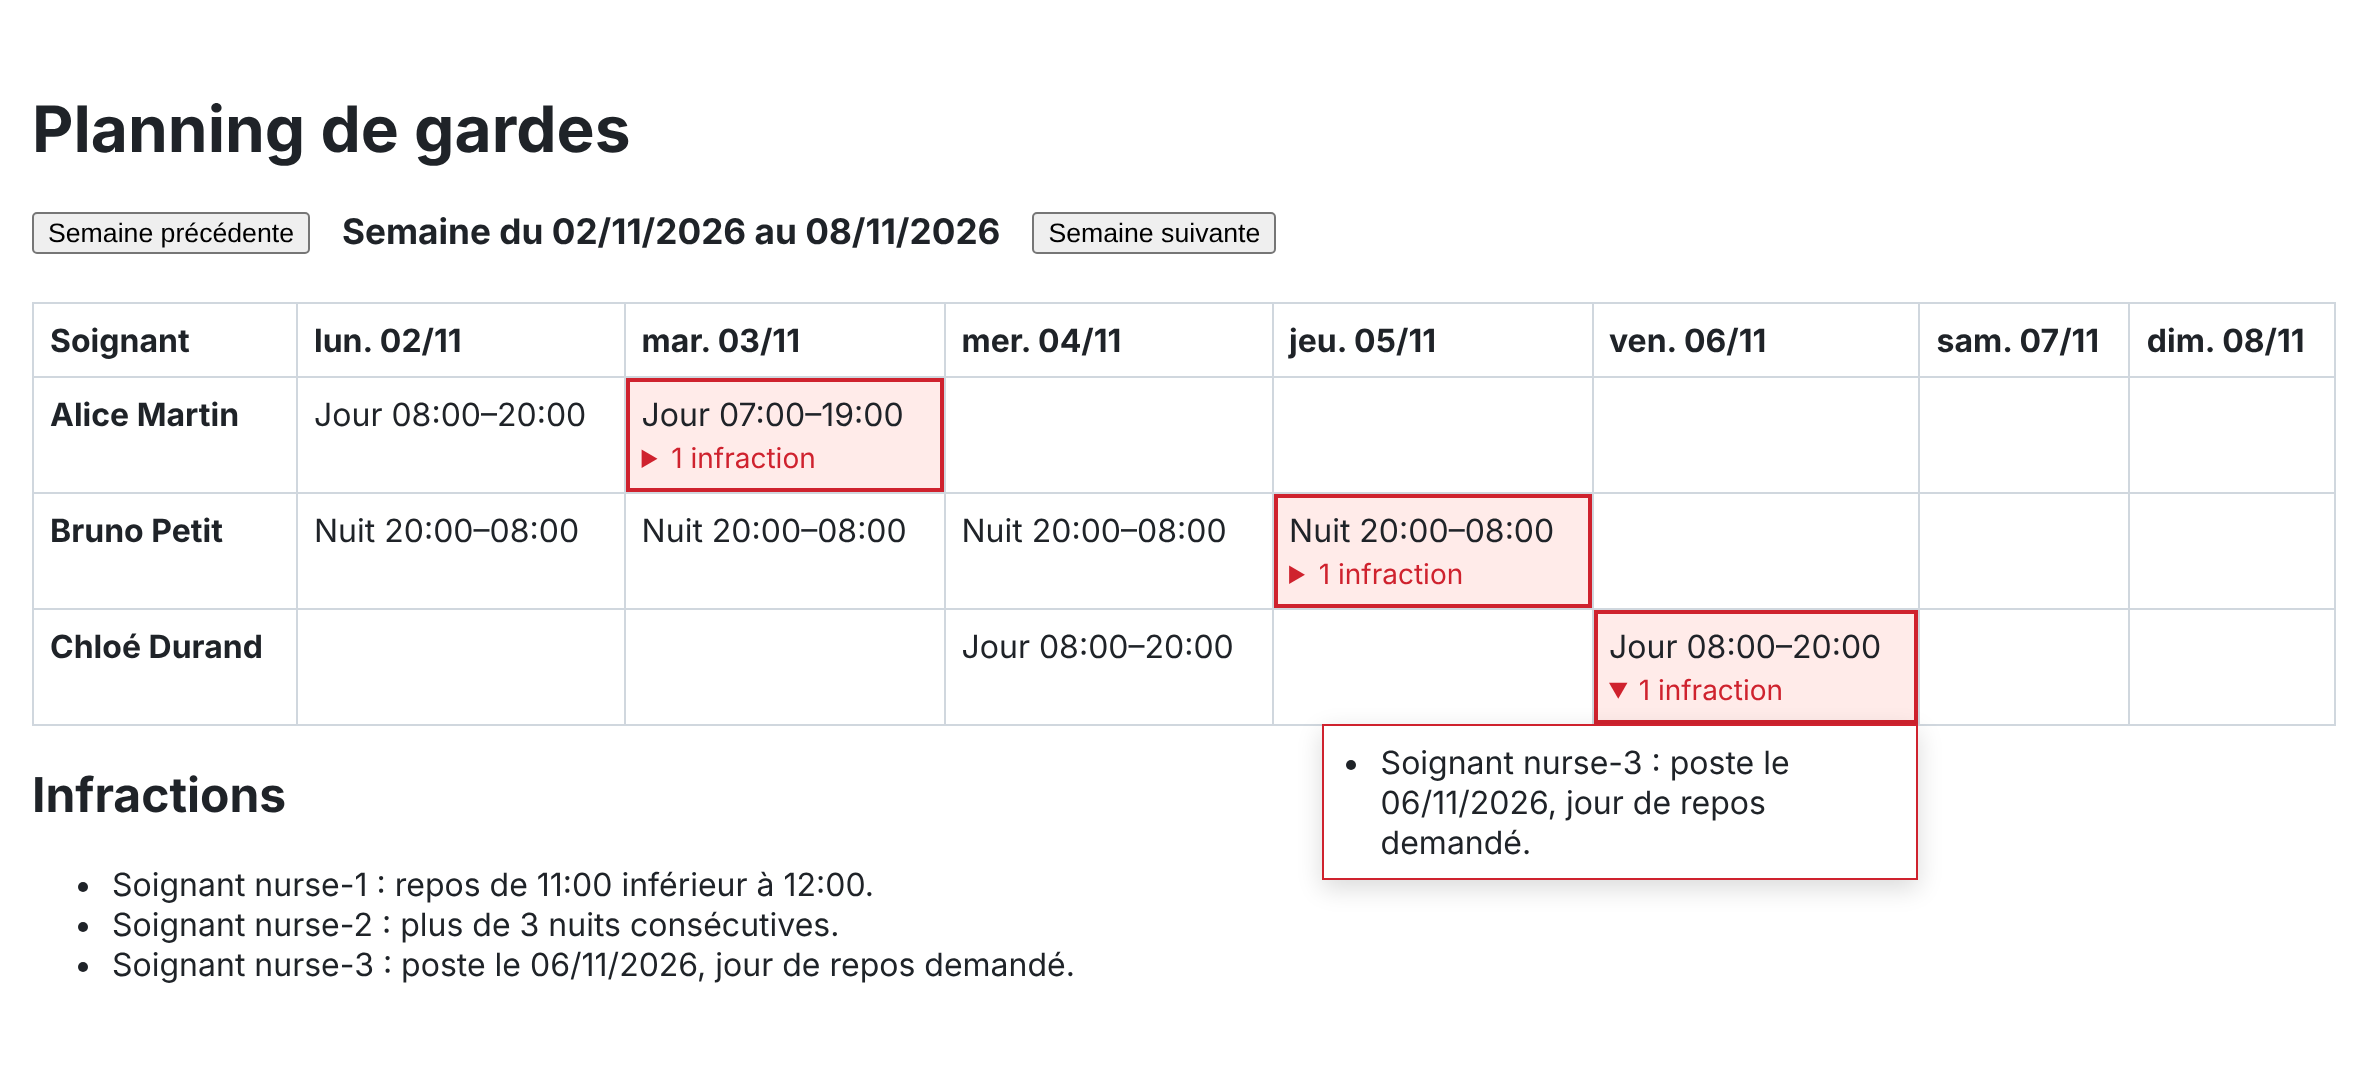 Planning de gardes
Semaine précédente Semaine du 02/11/2026 au 08/11/2026 Semaine suivante
Soignant lun. 02/11 mar. 03/11 mer. 04/11 jeu. 05/11 ven. 06/11 sam. 07/11 dim. 08/11
Alice Martin Jour 08:00–20:00 Jour 07:00–19:00
1 infraction
Bruno Petit Nuit 20:00–08:00 Nuit 20:00–08:00 Nuit 20:00–08:00 Nuit 20:00–08:00
1 infraction
Chloé Durand Jour 08:00–20:00 Jour 08:00–20:00
1 infraction
• Soignant nurse-3 : poste le
06/11/2026, jour de repos
demandé.
Infractions
• Soignant nurse-1 : repos de 11:00 inférieur à 12:00.
• Soignant nurse-2 : plus de 3 nuits consécutives.
• Soignant nurse-3 : poste le 06/11/2026, jour de repos demandé.